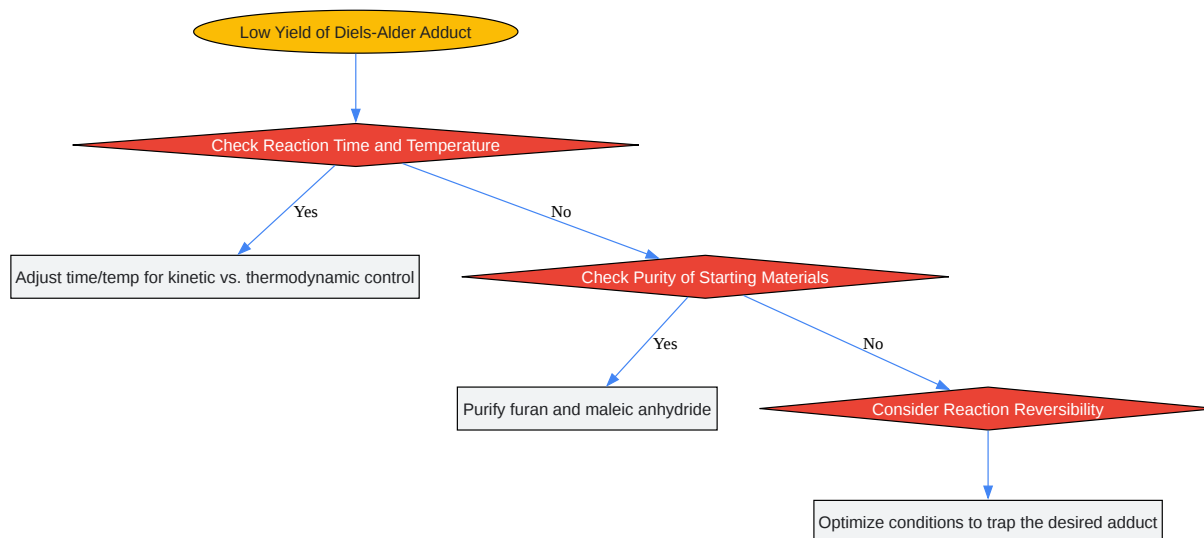 Low Yield of Diels-Alder Adduct
Check Reaction Time and Temperature
Yes
No
Adjust time/temp for kinetic vs. thermodynamic control
Check Purity of Starting Materials
Yes
No
Purify furan and maleic anhydride
Consider Reaction Reversibility
Optimize conditions to trap the desired adduct